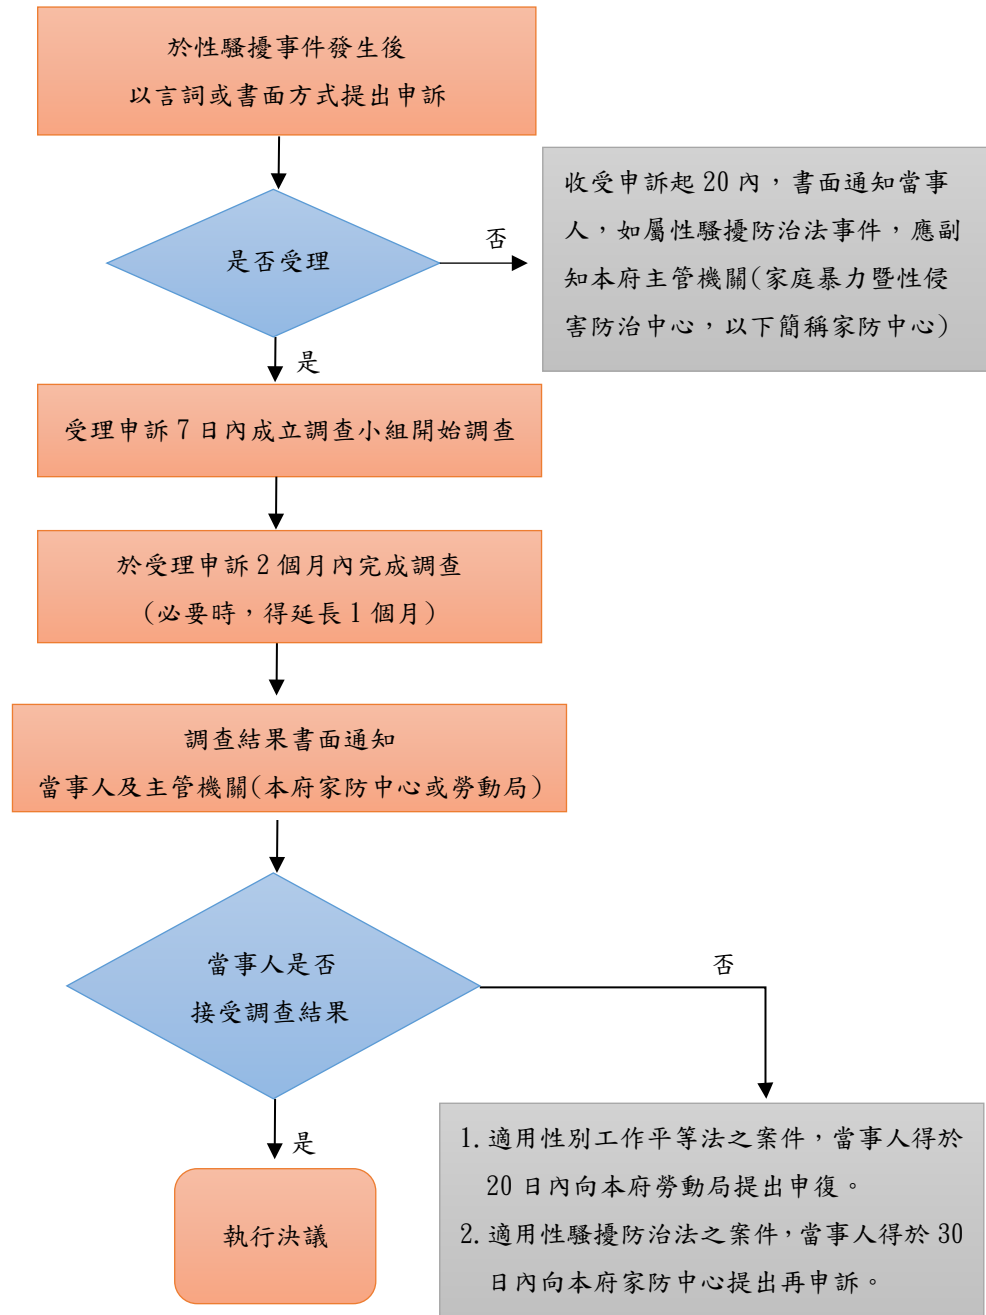 於性騷擾事件發生後
以言詞或書面方式提出申訴
收受申訴起 20 內，書面通知當事
人，如屬性騷擾防治法事件，應副
知本府主管機關(家庭暴力暨性侵
害防治中心，以下簡稱家防中心)
是否受理
否
是
受理申訴 7 日內成立調查小組開始調查
於受理申訴 2 個月內完成調查
(必要時，得延長 1 個月)
調查結果書面通知
當事人及主管機關(本府家防中心或勞動局)
當事人是否
接受調查結果
否
是
1. 適用性別工作平等法之案件，當事人得於
20 日內向本府勞動局提出申復。
2. 適用性騷擾防治法之案件，當事人得於 30
日內向本府家防中心提出再申訴。
執行決議